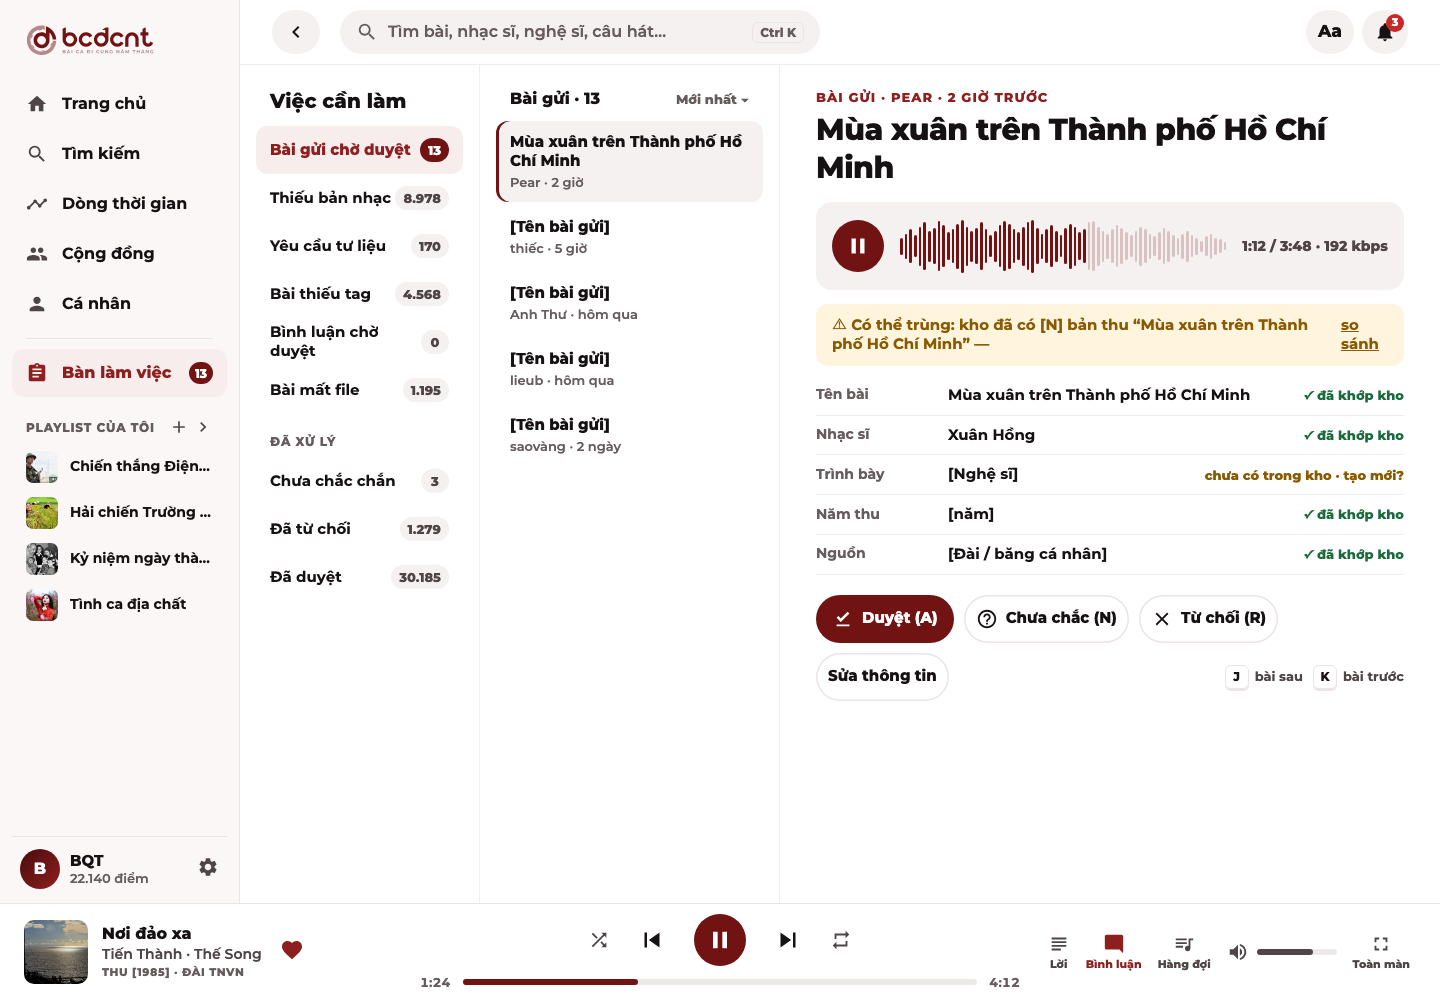 bcdcnt
BÀI CA ĐI CÙNG NĂM THÁNG
Trang chủ
Tìm kiếm
Dòng thời gian
Cộng đồng
Cá nhân
Bàn làm việc 13
PLAYLIST CỦA TÔI
Chiến thắng Điện...
Hải chiến Trường ...
Kỷ niệm ngày thà...
Tình ca địa chất
B
BQT
22.140 điểm
Tìm bài, nhạc sĩ, nghệ sĩ, câu hát...
Ctrl K
Aa
3
Việc cần làm
Bài gửi chờ duyệt 13
Thiếu bản nhạc 8.978
Yêu cầu tư liệu 170
Bài thiếu tag 4.568
Bình luận chờ
duyệt 0
Bài mất file 1.195
ĐÃ XỬ LÝ
Chưa chắc chắn 3
Đã từ chối 1.279
Đã duyệt 30.185
Bài gửi · 13
Mới nhất
Mùa xuân trên Thành phố Hồ
Chí Minh
Pear · 2 giờ
[Tên bài gửi]
thiếc · 5 giờ
[Tên bài gửi]
Anh Thư · hôm qua
[Tên bài gửi]
lieub · hôm qua
[Tên bài gửi]
saovàng · 2 ngày
BÀI GỬI · PEAR · 2 GIỜ TRƯỚC
Mùa xuân trên Thành phố Hồ Chí
Minh
1:12 / 3:48 · 192 kbps
⚠ Có thể trùng: kho đã có [N] bản thu “Mùa xuân trên Thành
phố Hồ Chí Minh” —
so
sánh
Tên bài Mùa xuân trên Thành phố Hồ Chí Minh ✓ đã khớp kho
Nhạc sĩ Xuân Hồng ✓ đã khớp kho
Trình bày [Nghệ sĩ] chưa có trong kho · tạo mới?
Năm thu [năm] ✓ đã khớp kho
Nguồn [Đài / băng cá nhân] ✓ đã khớp kho
Duyệt (A)
Chưa chắc (N)
Từ chối (R)
Sửa thông tin
J bài sau K bài trước
Nơi đảo xa
Tiến Thành · Thế Song
THU [1985] · ĐÀI TNVN
1:24
4:12
Lời
Bình luận
Hàng đợi
Toàn màn